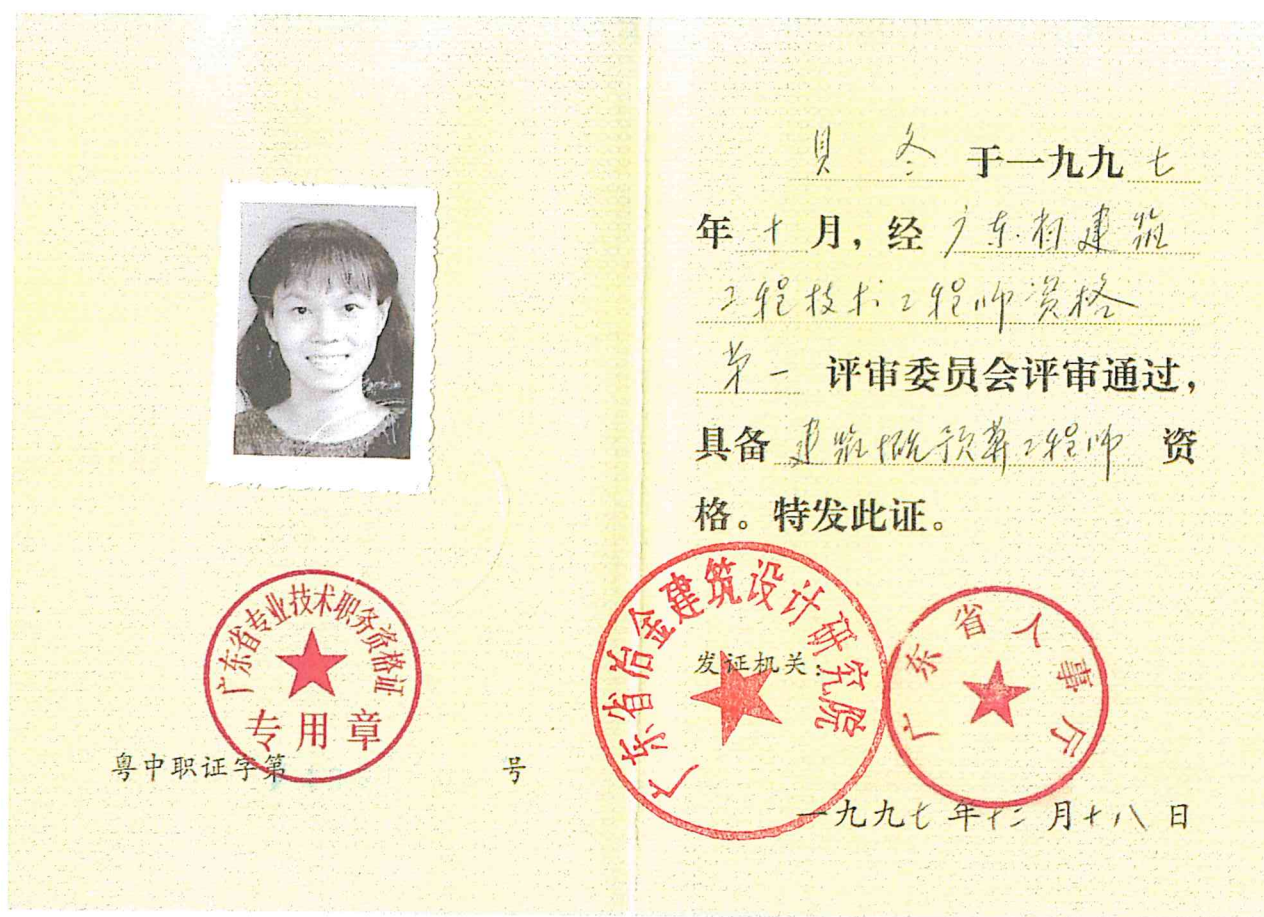 广东省专业技术职务资格证
专用章
粤中职证字第 号
贝 冬 于一九九七
年十月,经广东省建筑
工程技术工程师资格
第一 评审委员会评审通过,
具备建筑概预算工程师 资
格。特发此证。
广东省冶金建筑设计研究院
发证机关:
广东省人事厅
一九九七年十二月十八日